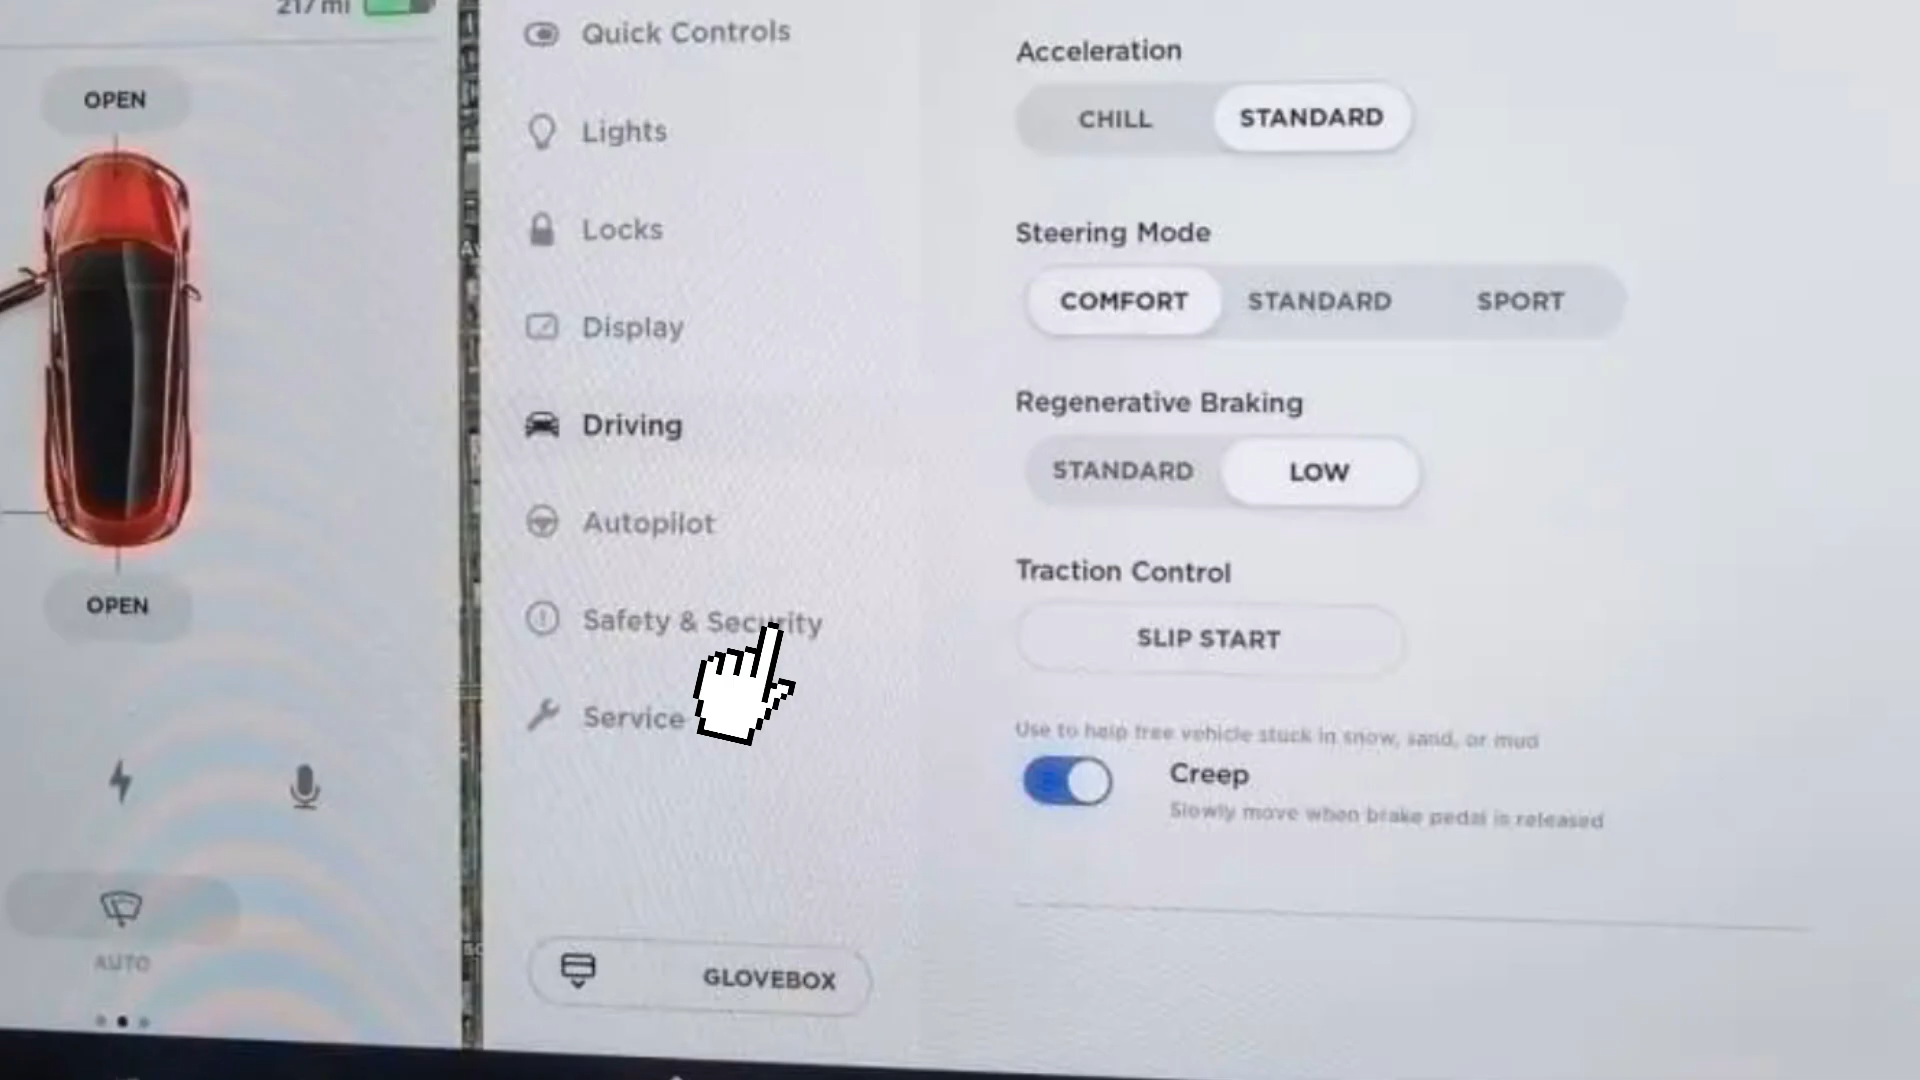 217 mi
OPEN
OPEN
AUTO
Quick Controls
Lights
Locks
Display
Driving
Autopilot
Safety & Security
Service
GLOVEBOX
Acceleration
CHILL STANDARD
Steering Mode
COMFORT STANDARD SPORT
Regenerative Braking
STANDARD LOW
Traction Control
SLIP START
Use to help free vehicle stuck in snow, sand, or mud
Creep
Slowly move when brake pedal is released